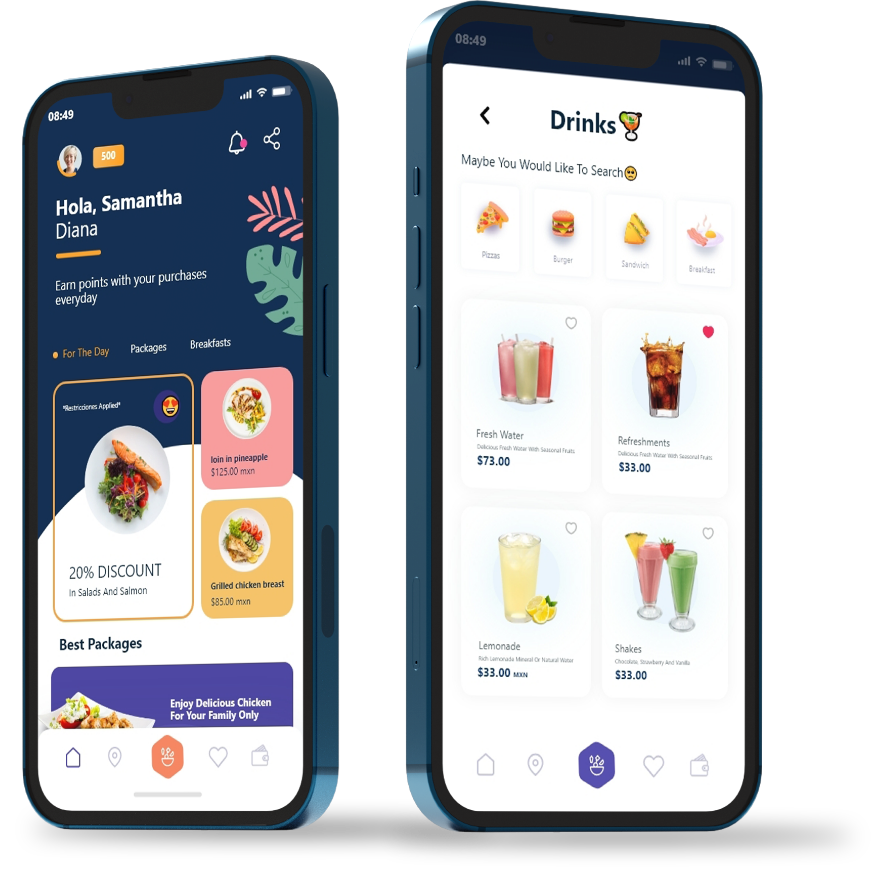 08:49
500
Hola, Samantha
Diana
Earn points with your purchases
everyday
For The Day
Packages
Breakfasts
*Restricciones Applied*
20% DISCOUNT
In Salads And Salmon
loin in pineapple
$125.00 mxn
Grilled chicken breast
$85.00 mxn
Best Packages
Enjoy Delicious Chicken
For Your Family Only
08:49
Drinks
Maybe You Would Like To Search
Pizzas
Burger
Sandwich
Breakfast
Fresh Water
Delicious Fresh Water With Seasonal Fruits
$73.00
Refreshments
Delicious Fresh Water With Seasonal Fruits
$33.00
Lemonade
Rich Lemonade Mineral Or Natural Water
$33.00 MXN
Shakes
Chocolate, Strawberry And Vanilla
$33.00